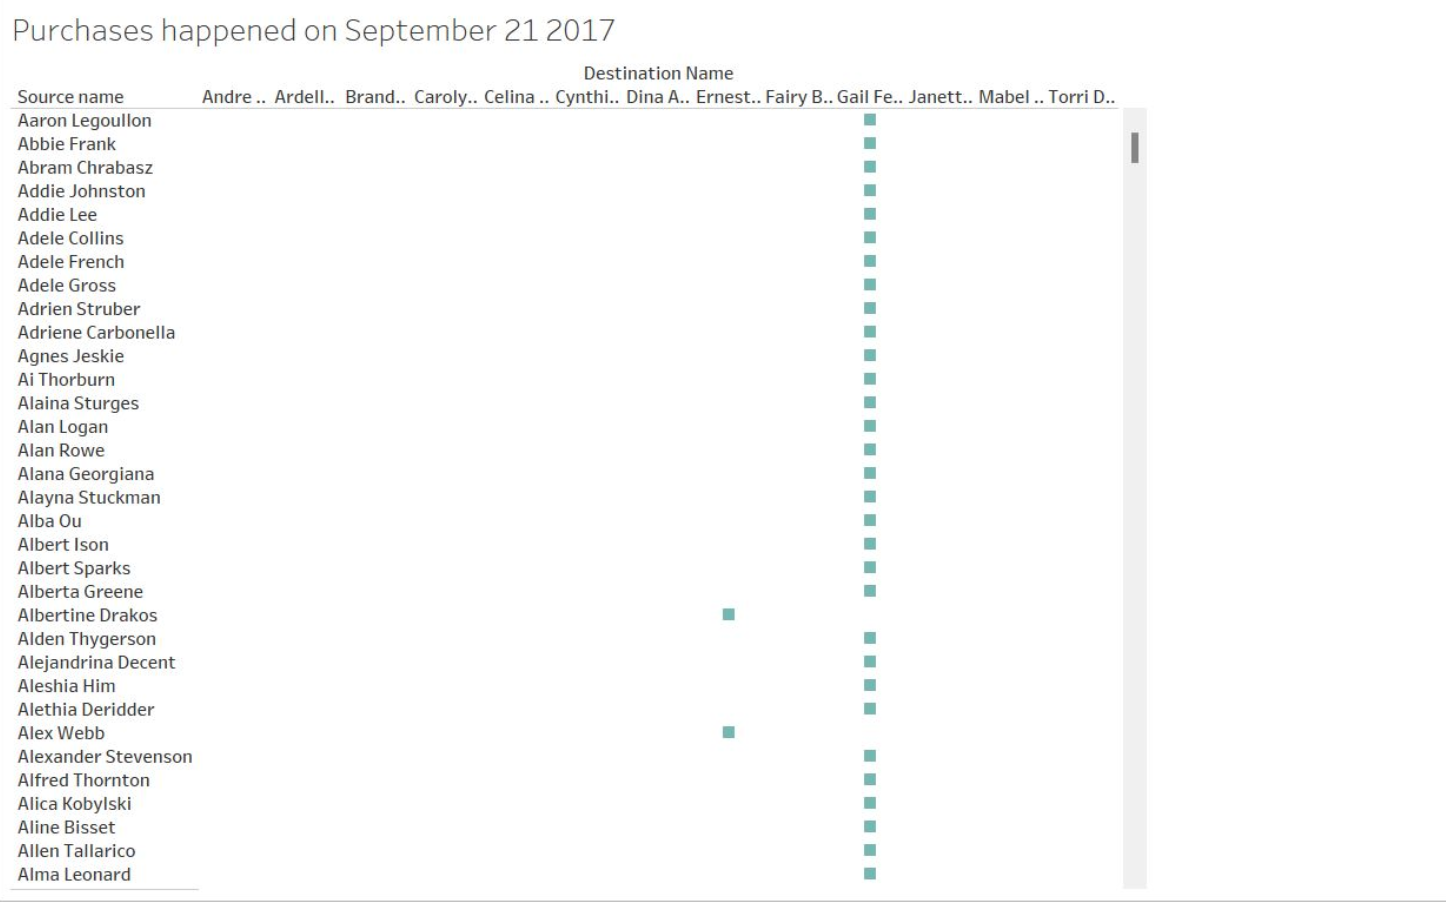 Purchases happened on September 21 2017
Destination Name
Source name Andre .. Ardell.. Brand.. Caroly.. Celina .. Cynthi.. Dina A.. Ernest.. Fairy B.. Gail Fe.. Janett.. Mabel .. Torri D..
Aaron Legoullon
Abbie Frank
Abram Chrabasz
Addie Johnston
Addie Lee
Adele Collins
Adele French
Adele Gross
Adrien Struber
Adriene Carbonella
Agnes Jeskie
Ai Thorburn
Alaina Sturges
Alan Logan
Alan Rowe
Alana Georgiana
Alayna Stuckman
Alba Ou
Albert Ison
Albert Sparks
Alberta Greene
Albertine Drakos
Alden Thygerson
Alejandrina Decent
Aleshia Him
Alethia Deridder
Alex Webb
Alexander Stevenson
Alfred Thornton
Alica Kobylski
Aline Bisset
Allen Tallarico
Alma Leonard